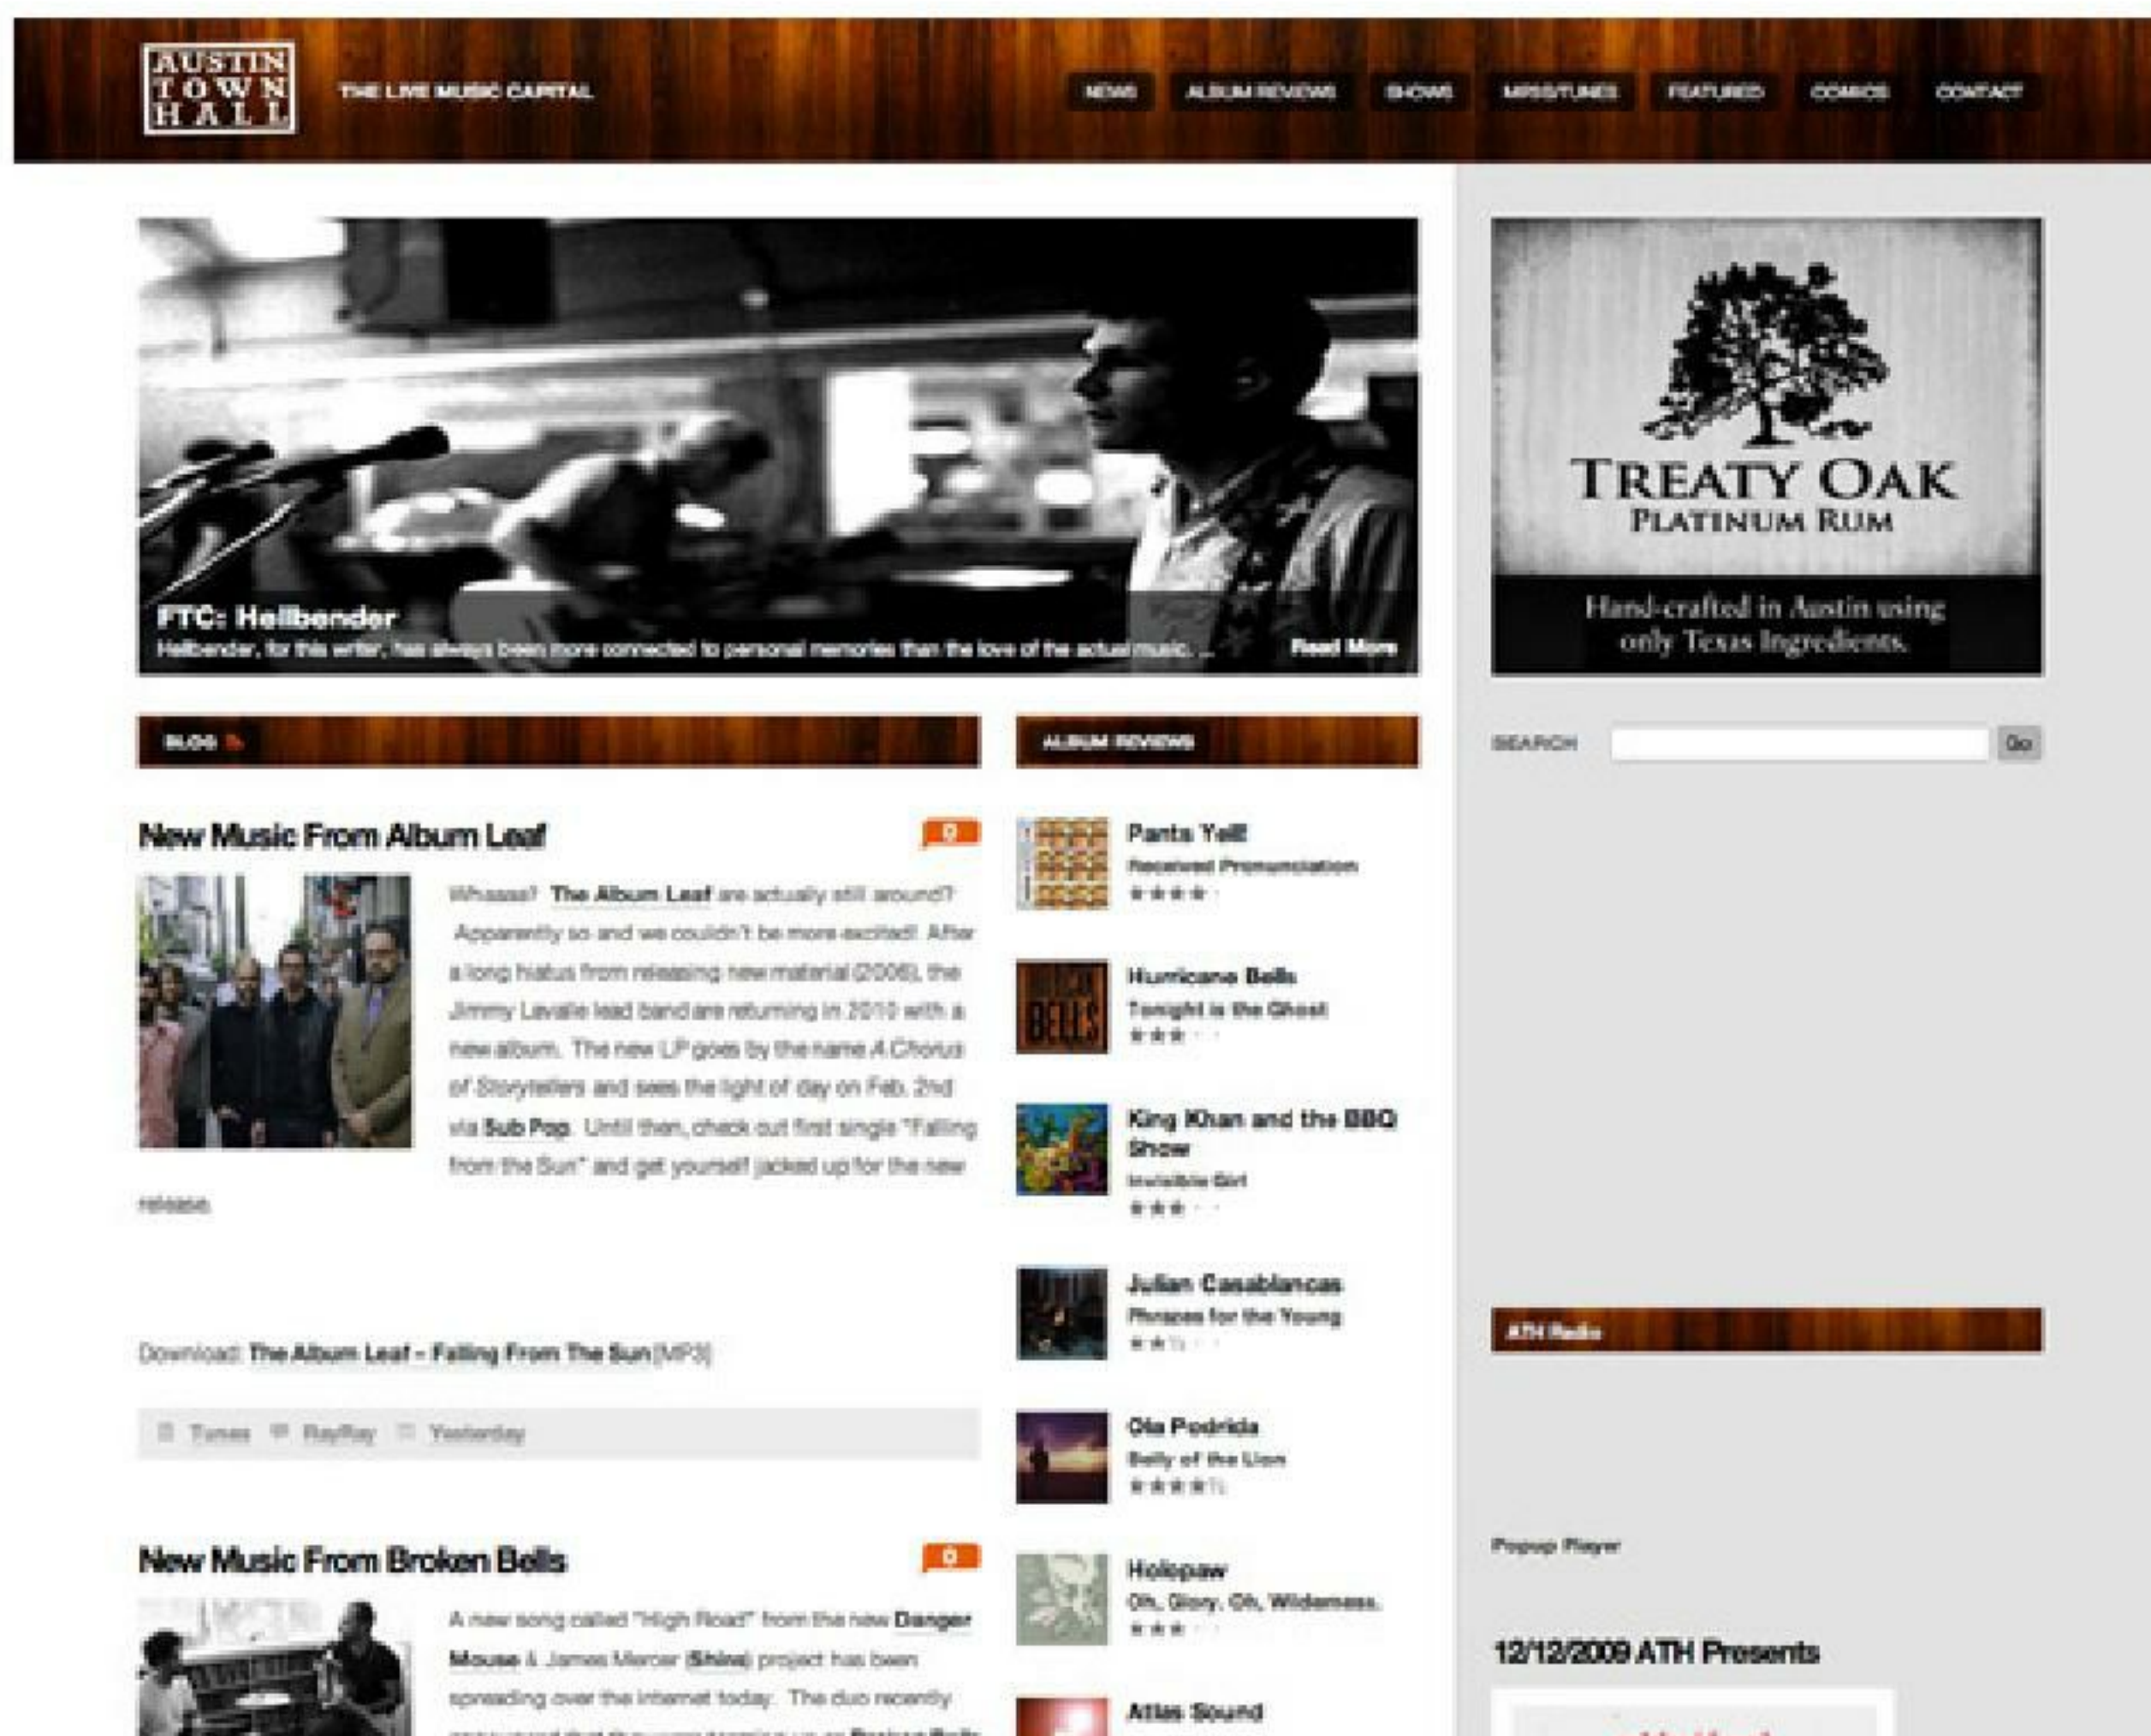 AUSTIN
TOWN
HALL
THE LIVE MUSIC CAPITAL
NEWS
ALBUM REVIEWS
SHOWS
MP3S/TUNES
FEATURED
COMICS
CONTACT
FTC: Hellbender
Hellbender, for this writer, has always been more connected to personal memories than the love of the actual music. ...
Read More
TREATY OAK
PLATINUM RUM
Hand-crafted in Austin using
only Texas Ingredients.
BLOG
New Music From Album Leaf
0
Whaaaa? The Album Leaf are actually still around?
Apparently so and we couldn't be more excited! After
a long hiatus from releasing new material (2006), the
Jimmy Lavalle lead band are returning in 2010 with a
new album. The new LP goes by the name A Chorus
of Storytellers and sees the light of day on Feb. 2nd
via Sub Pop. Until then, check out first single "Falling
from the Sun" and get yourself jacked up for the new
release.
Download: The Album Leaf – Falling From The Sun [MP3]
Tunes
RayRay
Yesterday
New Music From Broken Bells
0
A new song called "High Road" from the new Danger
Mouse & James Mercer (Shins) project has been
spreading over the internet today. The duo recently
ALBUM REVIEWS
Pants Yell!
Received Pronunciation
BELLS
Hurricane Bells
Tonight is the Ghost
King Khan and the BBQ
Show
Invisible Girl
Julian Casablancas
Phrazes for the Young
Ola Podrida
Belly of the Lion
Holopaw
Oh, Glory. Oh, Wilderness.
Atlas Sound
SEARCH
Go
ATH Radio
Popup Player
12/12/2009 ATH Presents